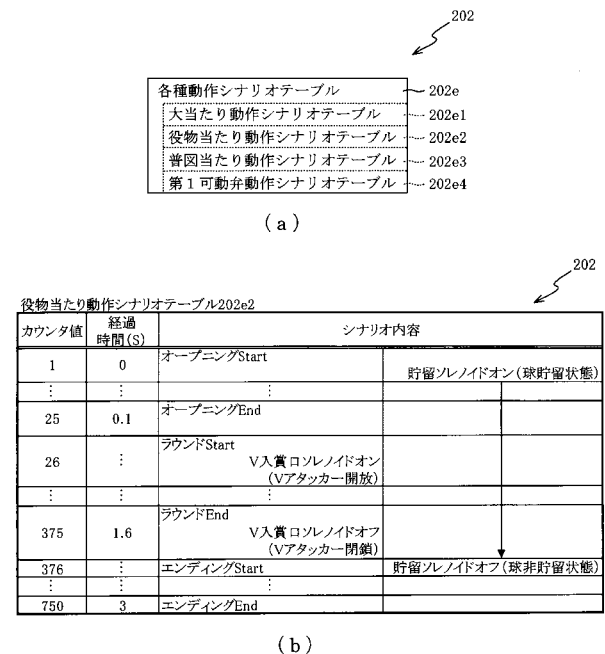 202
各種動作シナリオテーブル 202e
大当たり動作シナリオテーブル 202e1
役物当たり動作シナリオテーブル 202e2
普図当たり動作シナリオテーブル 202e3
第1可動弁動作シナリオテーブル 202e4
(a)
202
役物当たり動作シナリオテーブル202e2
カウンタ値 経過時間(S) シナリオ内容
1 0 オープニングStart 貯留ソレノイドオン(球貯留状態)
⋮ ⋮ ⋮
25 0.1 オープニングEnd
26 ⋮ ラウンドStart
V入賞口ソレノイドオン
(Vアタッカー開放)
⋮ ⋮ ⋮
375 1.6 ラウンドEnd
V入賞口ソレノイドオフ
(Vアタッカー閉鎖)
376 ⋮ エンディングStart 貯留ソレノイドオフ(球非貯留状態)
⋮ ⋮ ⋮
750 3 エンディングEnd
(b)